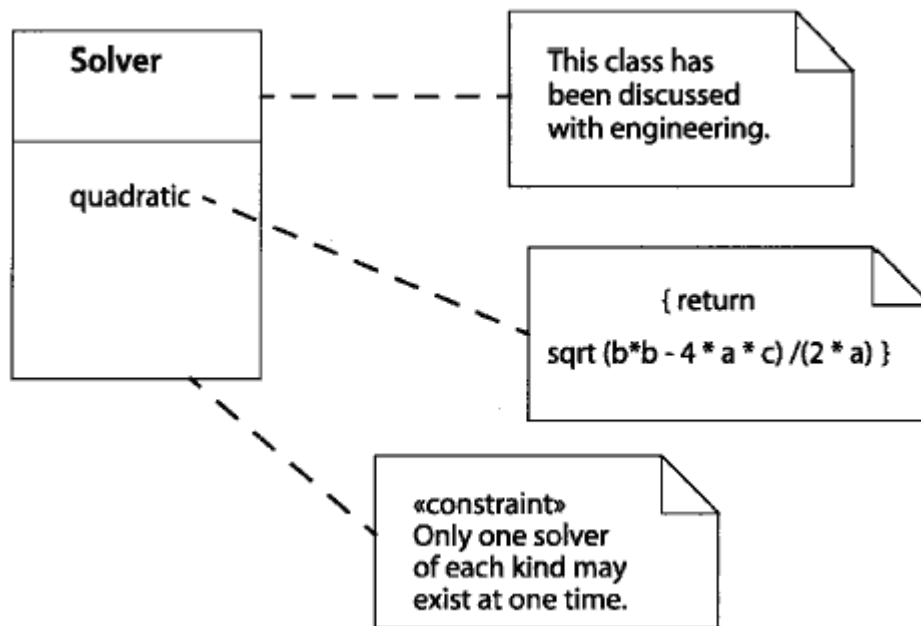 Solver
This class has
been discussed
with engineering.
quadratic
{ return
sqrt (b*b - 4 * a * c) /(2 * a) }
«constraint»
Only one solver
of each kind may
exist at one time.